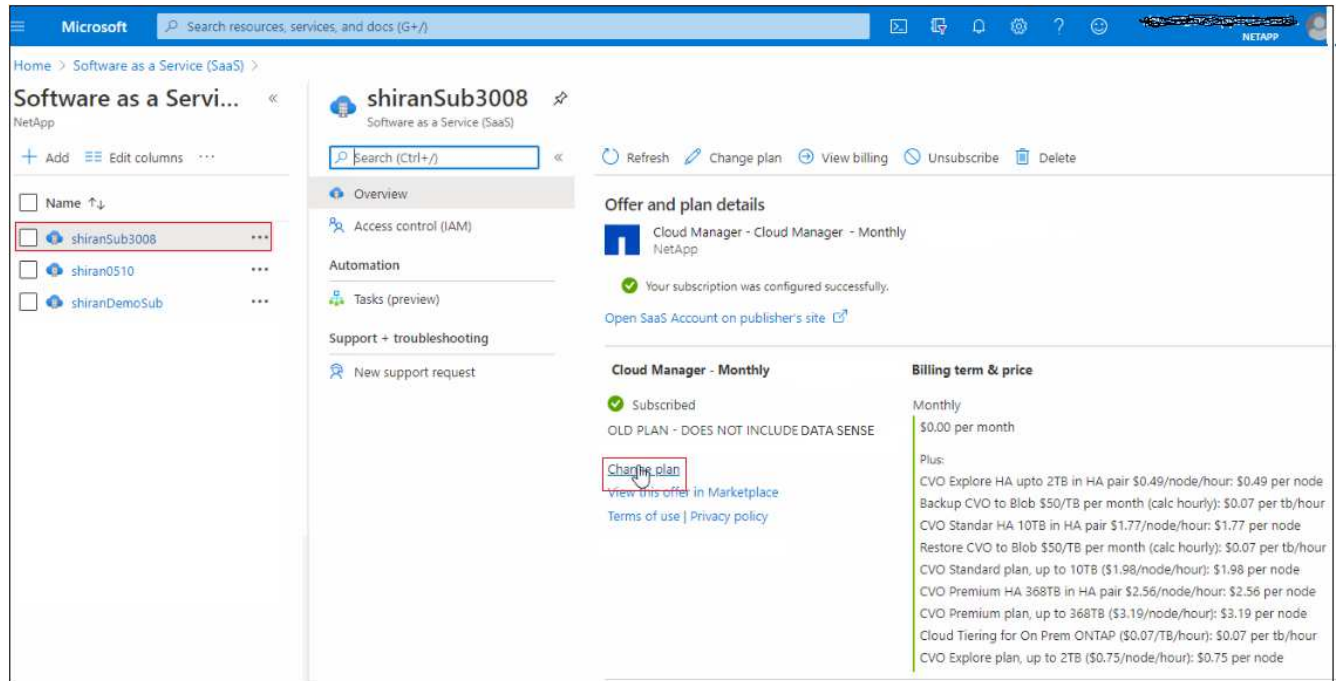 Microsoft
Search resources, services, and docs (G+/)
NETAPP
Home > Software as a Service (SaaS) >
Software as a Servi... «
NetApp
+ Add Edit columns ...
Name ↑↓
shiranSub3008 ...
shiran0510 ...
shiranDemoSub ...
shiranSub3008
Software as a Service (SaaS)
Search (Ctrl+/) «
Overview
Access control (IAM)
Automation
Tasks (preview)
Support + troubleshooting
New support request
Refresh Change plan View billing Unsubscribe Delete
Offer and plan details
Cloud Manager - Cloud Manager - Monthly
NetApp
Your subscription was configured successfully.
Open SaaS Account on publisher's site
Cloud Manager - Monthly
Subscribed
OLD PLAN - DOES NOT INCLUDE DATA SENSE
Change plan
View this offer in Marketplace
Terms of use | Privacy policy
Billing term & price
Monthly
$0.00 per month
Plus:
CVO Explore HA upto 2TB in HA pair $0.49/node/hour: $0.49 per node
Backup CVO to Blob $50/TB per month (calc hourly): $0.07 per tb/hour
CVO Standar HA 10TB in HA pair $1.77/node/hour: $1.77 per node
Restore CVO to Blob $50/TB per month (calc hourly): $0.07 per tb/hour
CVO Standard plan, up to 10TB ($1.98/node/hour): $1.98 per node
CVO Premium HA 368TB in HA pair $2.56/node/hour: $2.56 per node
CVO Premium plan, up to 368TB ($3.19/node/hour): $3.19 per node
Cloud Tiering for On Prem ONTAP ($0.07/TB/hour): $0.07 per tb/hour
CVO Explore plan, up to 2TB ($0.75/node/hour): $0.75 per node